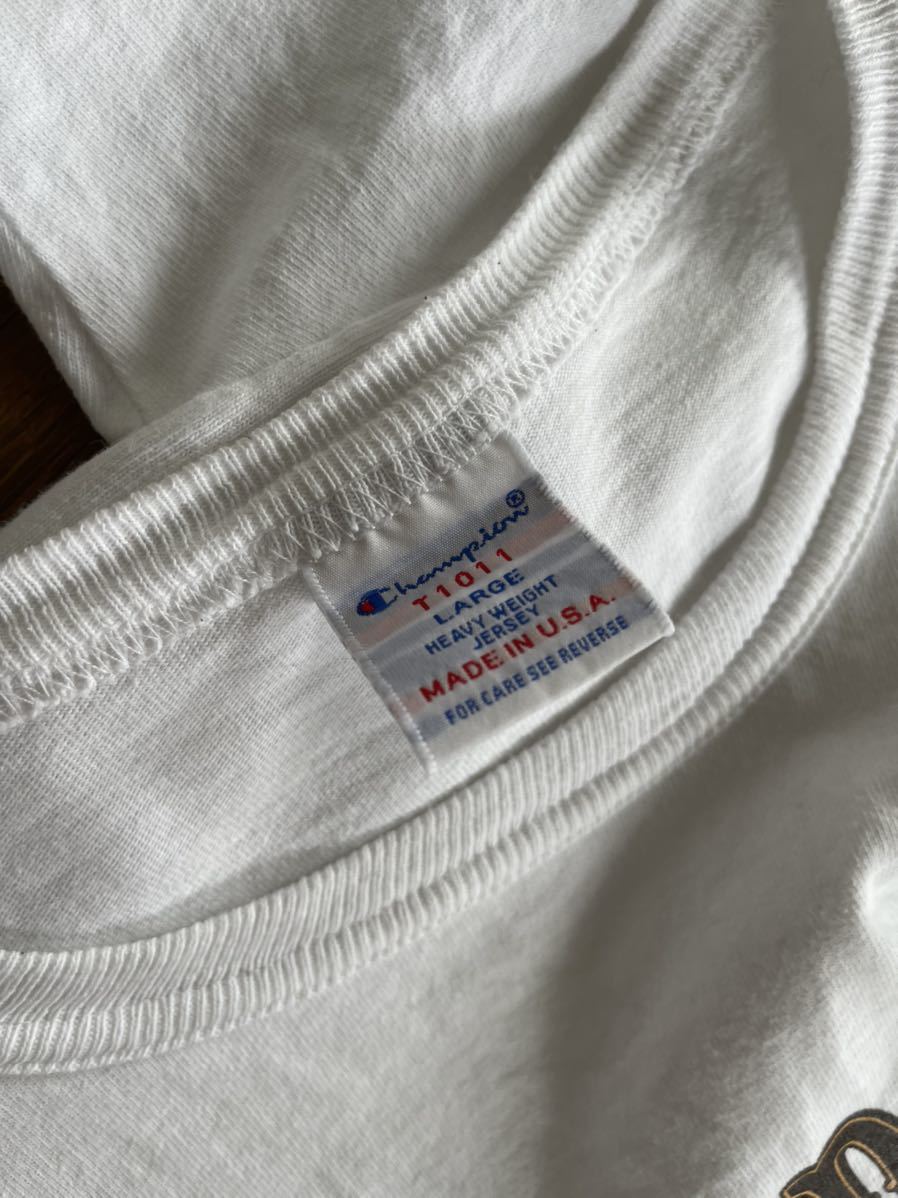 Champion®
T1011
LARGE
HEAVY WEIGHT
JERSEY
MADE IN U.S.A.
FOR CARE SEE REVERSE